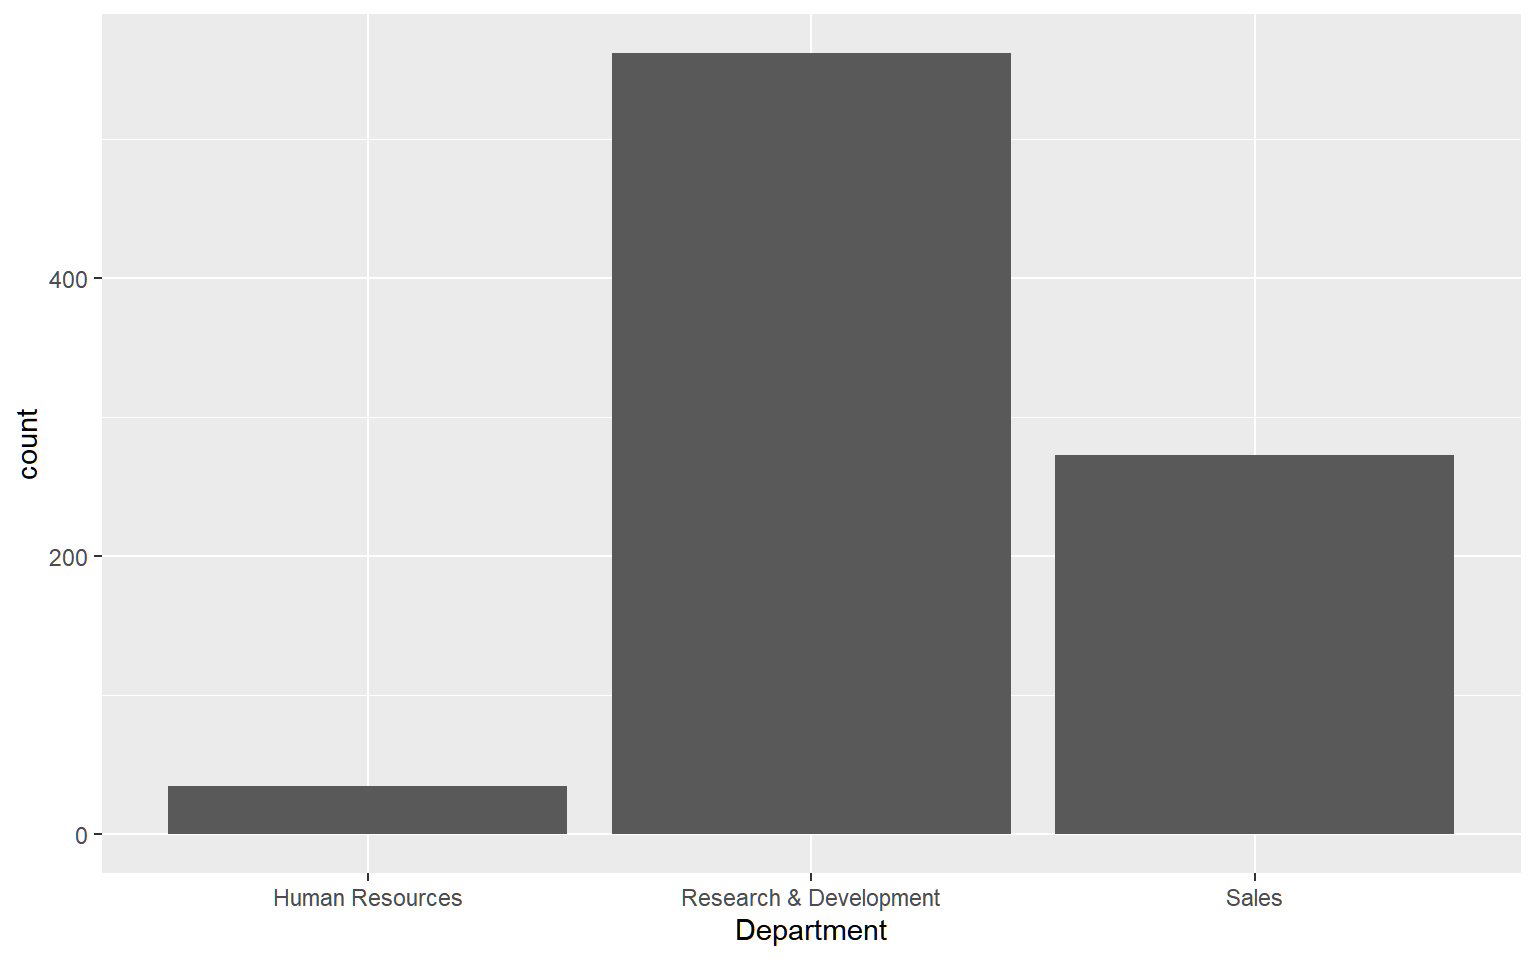 count
400
200
0
Human Resources
Research & Development
Sales
Department